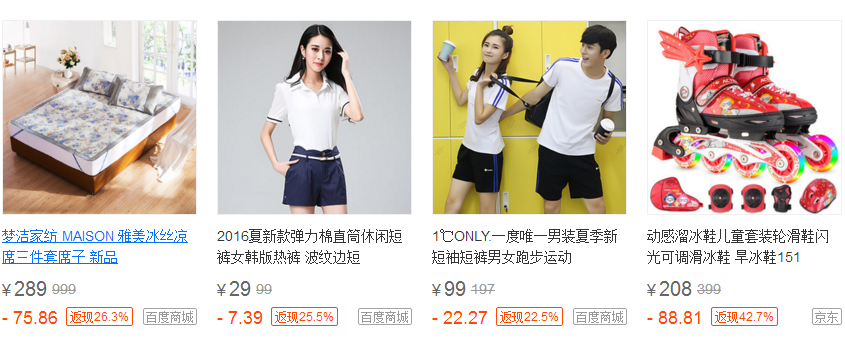 梦洁家纺 MAISON 雅美冰丝凉
席三件套席子 新品
¥289 999
- 75.86 返现26.3% 百度商城
2016夏新款弹力棉直筒休闲短
裤女韩版热裤 波纹边短
¥29 99
- 7.39 返现25.5% 百度商城
1℃ONLY.一度唯一男装夏季新
短袖短裤男女跑步运动
¥99 197
- 22.27 返现22.5% 百度商城
动感溜冰鞋儿童套装轮滑鞋闪
光可调滑冰鞋 旱冰鞋151
¥208 399
- 88.81 返现42.7% 京东